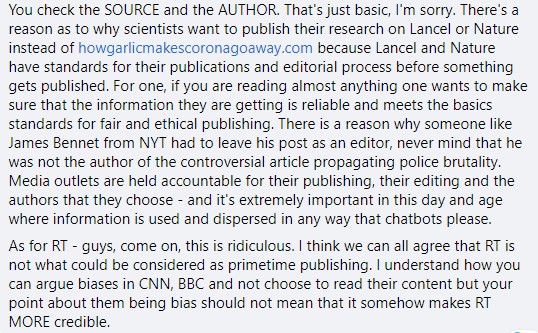 You check the SOURCE and the AUTHOR. That's just basic, I'm sorry. There's a
reason as to why scientists want to publish their research on Lancel or Nature
instead of howgarlicmakescoronagoaway.com because Lancel and Nature
have standards for their publications and editorial process before something
gets published. For one, if you are reading almost anything one wants to make
sure that the information they are getting is reliable and meets the basics
standards for fair and ethical publishing. There is a reason why someone like
James Bennet from NYT had to leave his post as an editor, never mind that he
was not the author of the controversial article propagating police brutality.
Media outlets are held accountable for their publishing, their editing and the
authors that they choose - and it's extremely important in this day and age
where information is used and dispersed in any way that chatbots please.
As for RT - guys, come on, this is ridiculous. I think we can all agree that RT is
not what could be considered as primetime publishing. I understand how you
can argue biases in CNN, BBC and not choose to read their content but your
point about them being bias should not mean that it somehow makes RT
MORE credible.